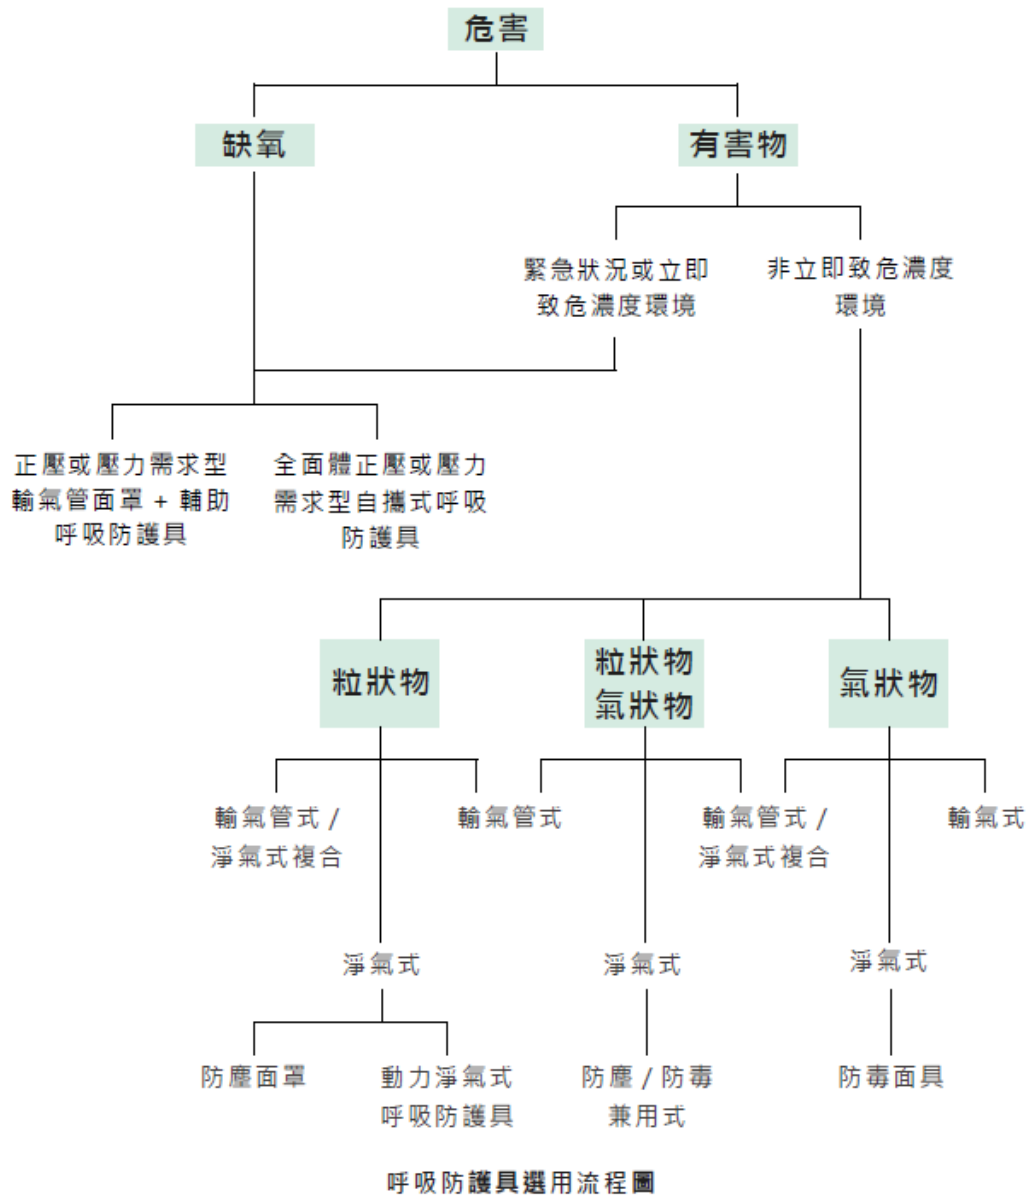 危害
缺氧
有害物
緊急狀況或立即
致危濃度環境
非立即致危濃度
環境
正壓或壓力需求型
輸氣管面罩 + 輔助
呼吸防護具
全面體正壓或壓力
需求型自攜式呼吸
防護具
粒狀物
粒狀物
氣狀物
氣狀物
輸氣管式 /
淨氣式複合
輸氣管式
輸氣管式 /
淨氣式複合
輸氣式
淨氣式
淨氣式
淨氣式
防塵面罩
動力淨氣式
呼吸防護具
防塵 / 防毒
兼用式
防毒面具
呼吸防護具選用流程圖